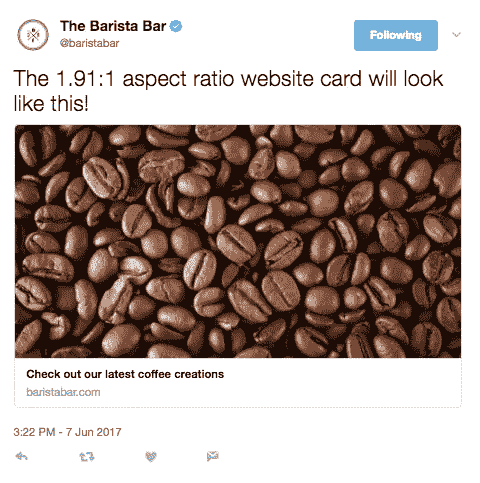 The Barista Bar
@baristabar
Following
The 1.91:1 aspect ratio website card will look
like this!
Check out our latest coffee creations
baristabar.com
3:22 PM - 7 Jun 2017